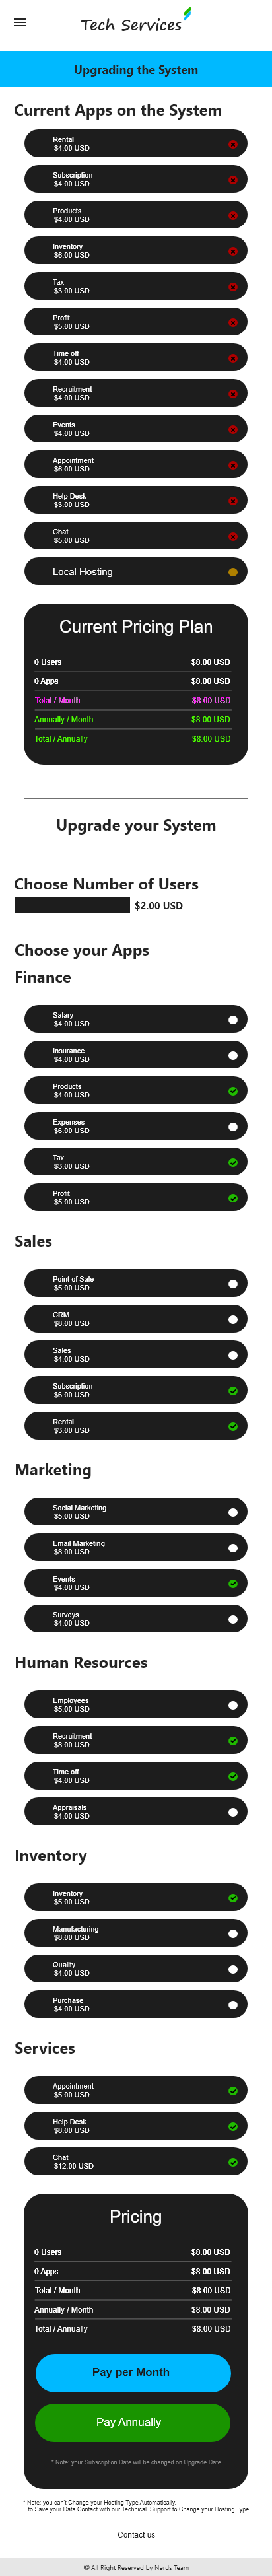 Tech Services
Upgrading the System
Current Apps on the System
Rental
$4.00 USD
Subscription
$4.00 USD
Products
$4.00 USD
Inventory
$6.00 USD
Tax
$3.00 USD
Profit
$5.00 USD
Time off
$4.00 USD
Recruitment
$4.00 USD
Events
$4.00 USD
Appointment
$6.00 USD
Help Desk
$3.00 USD
Chat
$5.00 USD
Local Hosting
Current Pricing Plan
0 Users $8.00 USD
0 Apps $8.00 USD
Total / Month $8.00 USD
Annually / Month $8.00 USD
Total / Annually $8.00 USD
Upgrade your System
Choose Number of Users
$2.00 USD
Choose your Apps
Finance
Salary
$4.00 USD
Insurance
$4.00 USD
Products
$4.00 USD
Expenses
$6.00 USD
Tax
$3.00 USD
Profit
$5.00 USD
Sales
Point of Sale
$5.00 USD
CRM
$8.00 USD
Sales
$4.00 USD
Subscription
$6.00 USD
Rental
$3.00 USD
Marketing
Social Marketing
$5.00 USD
Email Marketing
$8.00 USD
Events
$4.00 USD
Surveys
$4.00 USD
Human Resources
Employees
$5.00 USD
Recruitment
$8.00 USD
Time off
$4.00 USD
Appraisals
$4.00 USD
Inventory
Inventory
$5.00 USD
Manufacturing
$8.00 USD
Quality
$4.00 USD
Purchase
$4.00 USD
Services
Appointment
$5.00 USD
Help Desk
$8.00 USD
Chat
$12.00 USD
Pricing
0 Users $8.00 USD
0 Apps $8.00 USD
Total / Month $8.00 USD
Annually / Month $8.00 USD
Total / Annually $8.00 USD
Pay per Month
Pay Annually
* Note: your Subscription Date will be changed on Upgrade Date
* Note: you can't Change your Hosting Type Automatically,
to Save your Data Contact with our Technical Support to Change your Hosting Type
Contact us
© All Right Reserved by Nerds Team